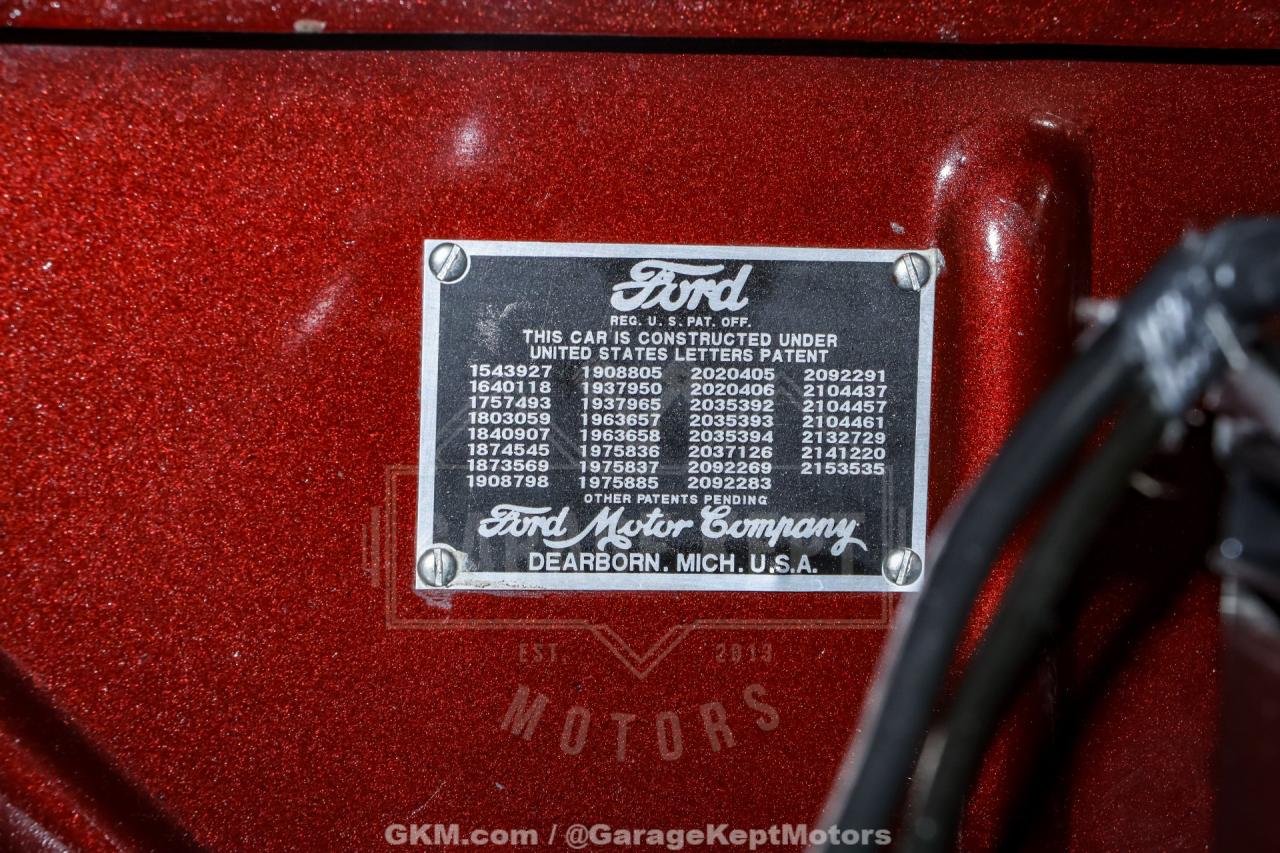 Ford
REG. U. S. PAT. OFF.
THIS CAR IS CONSTRUCTED UNDER
UNITED STATES LETTERS PATENT
1543927 1908805 2020405 2092291
1640118 1937950 2020406 2104437
1757493 1937965 2035392 2104457
1803059 1963657 2035393 2104461
1840907 1963658 2035394 2132729
1874545 1975836 2037126 2141220
1873569 1975837 2092269 2153535
1908798 1975885 2092283
OTHER PATENTS PENDING
Ford Motor Company
DEARBORN. MICH. U.S.A.
EST. 2013
MOTORS
GKM.com / @GarageKeptMotors